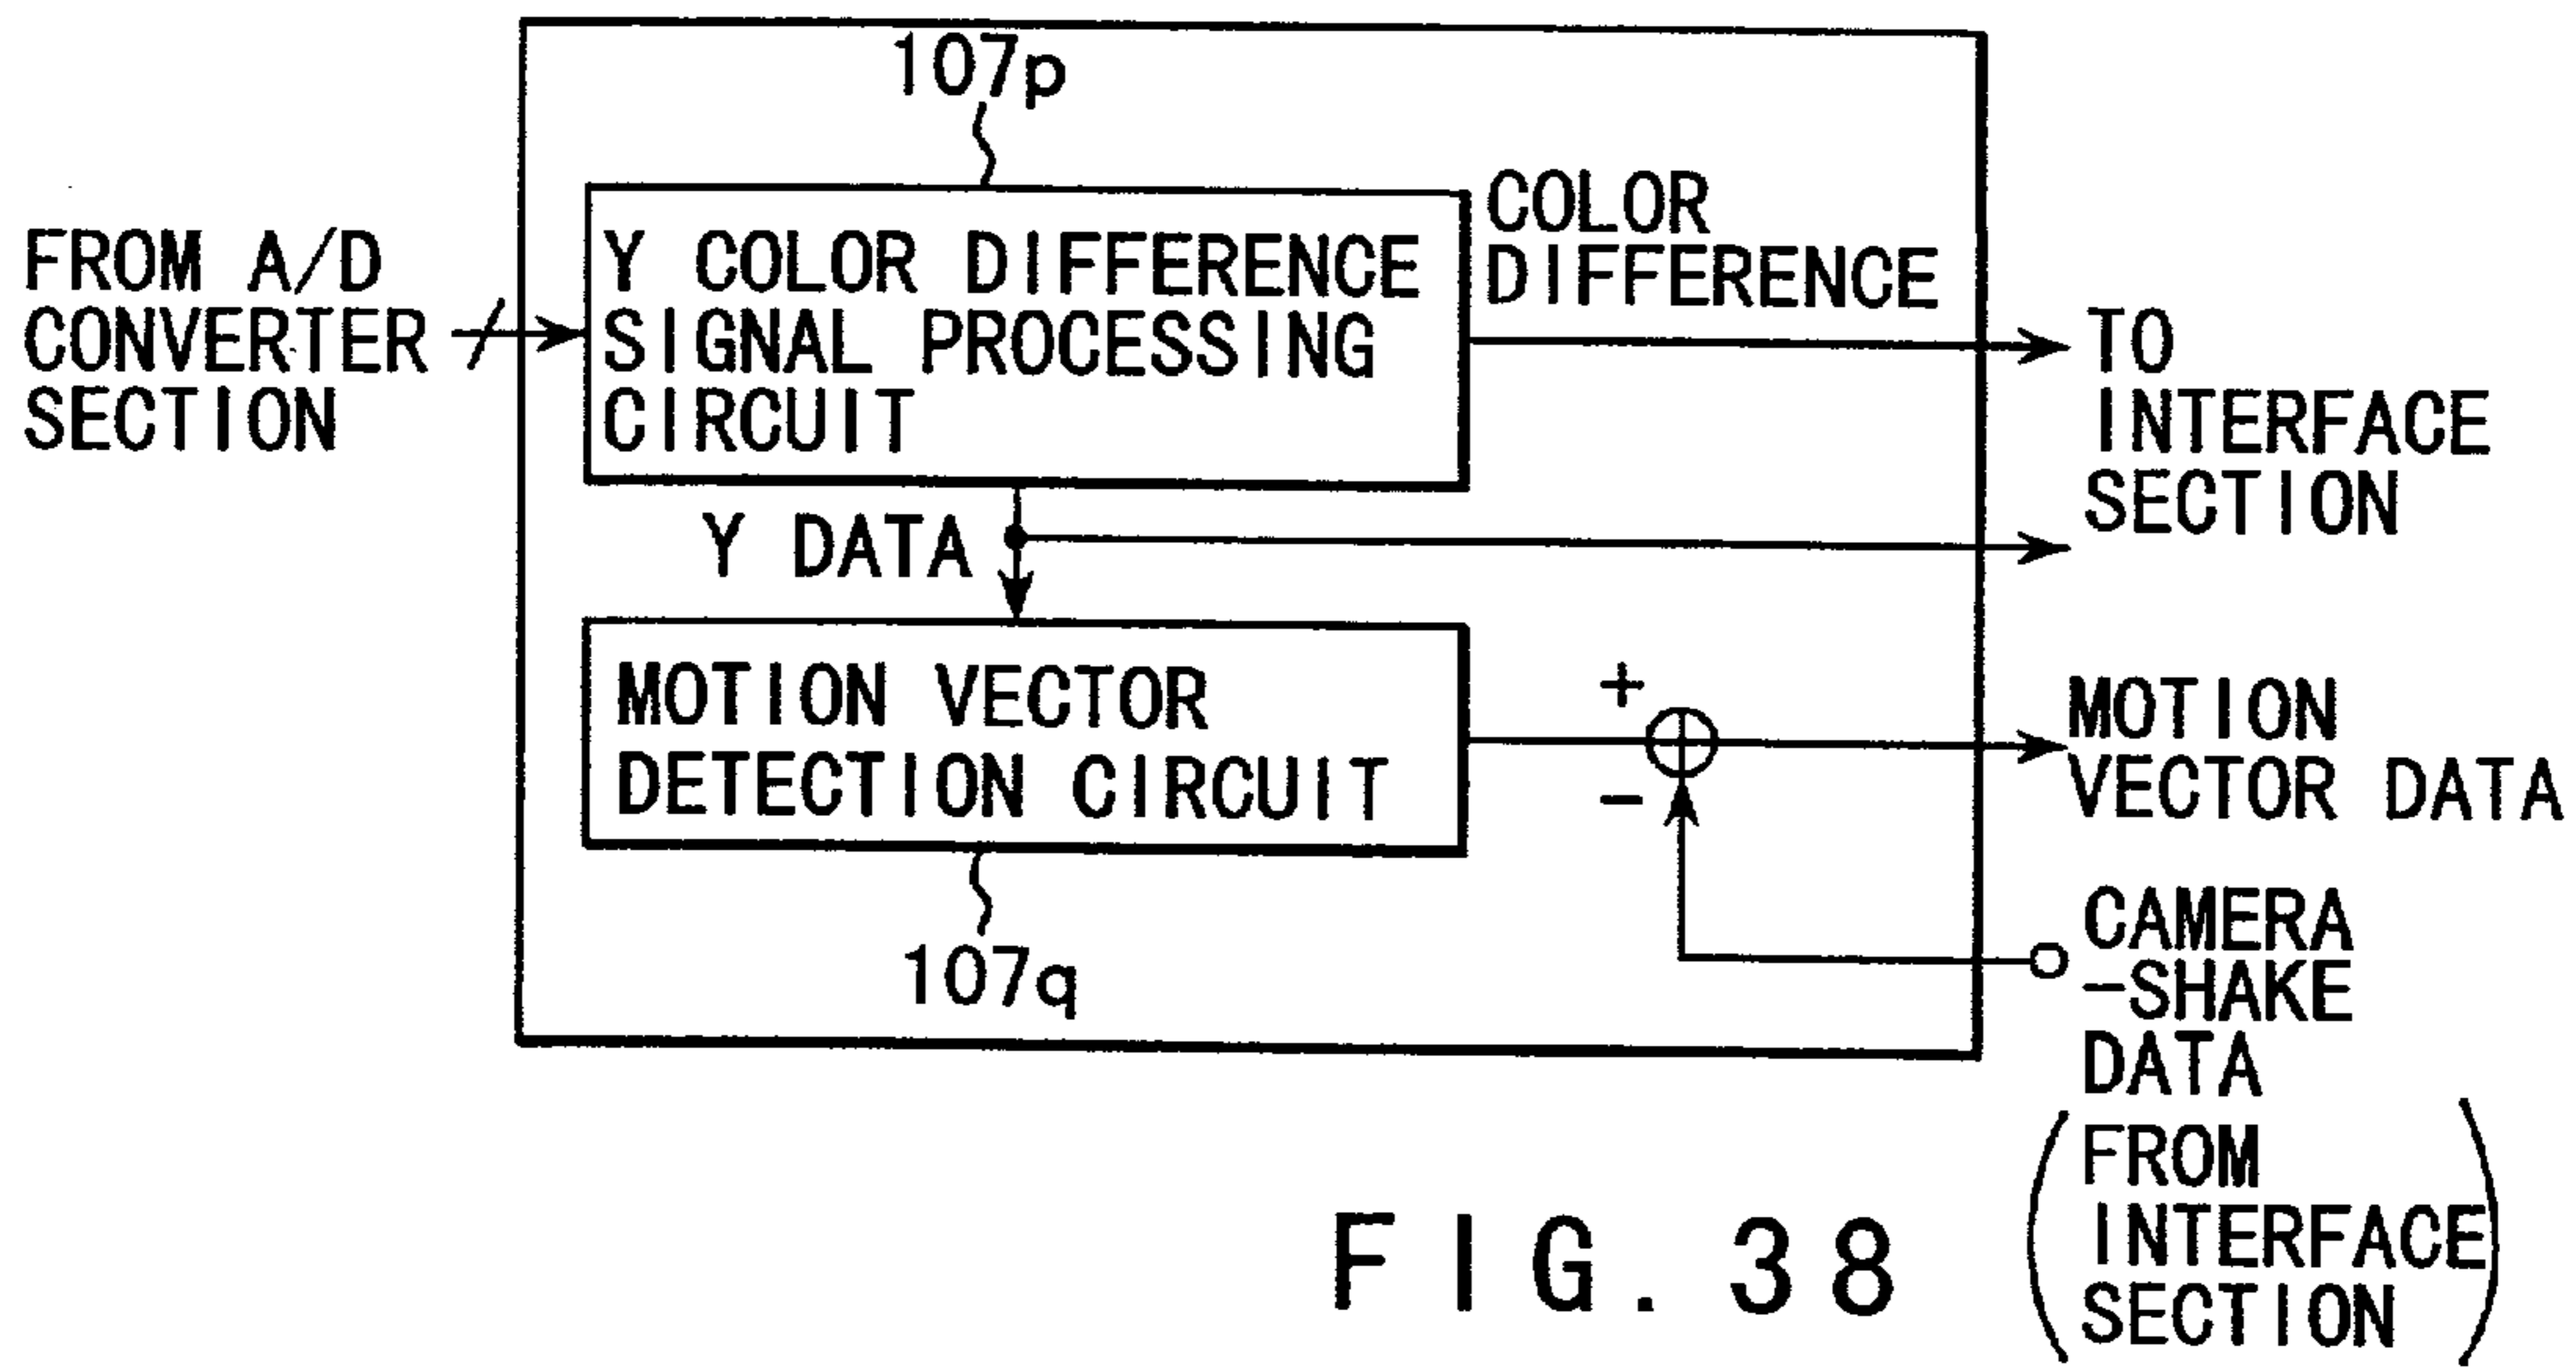 107p
FROM A/D
CONVERTER
SECTION
Y COLOR DIFFERENCE
SIGNAL PROCESSING
CIRCUIT
COLOR
DIFFERENCE
TO
INTERFACE
SECTION
Y DATA
MOTION VECTOR
DETECTION CIRCUIT
+
-
MOTION
VECTOR DATA
107q
CAMERA
-SHAKE
DATA
(FROM
INTERFACE
SECTION)
FIG. 38